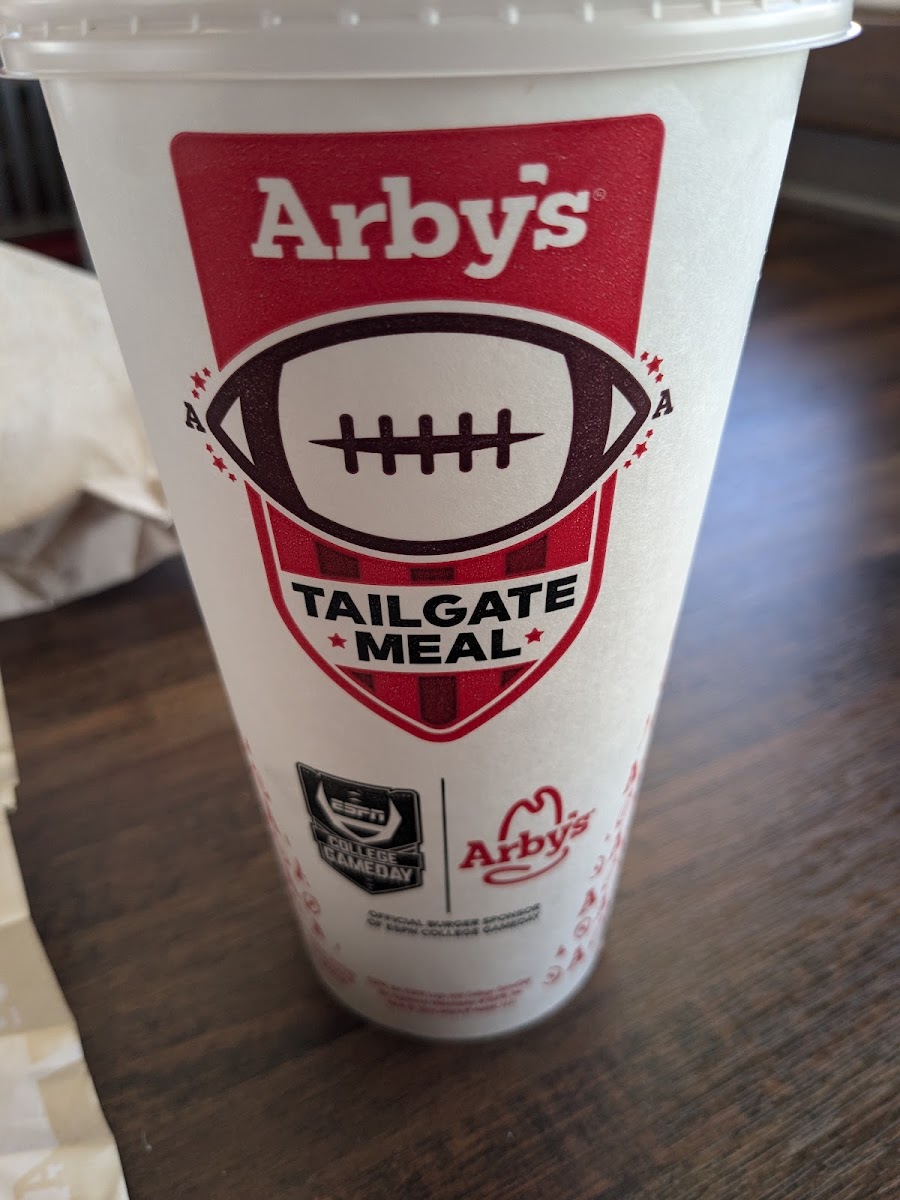 Arby's
A
A
TAILGATE
MEAL
ESPN
COLLEGE
GAMEDAY
Arby's
OFFICIAL BURGER SPONSOR
OF ESPN COLLEGE GAMEDAY